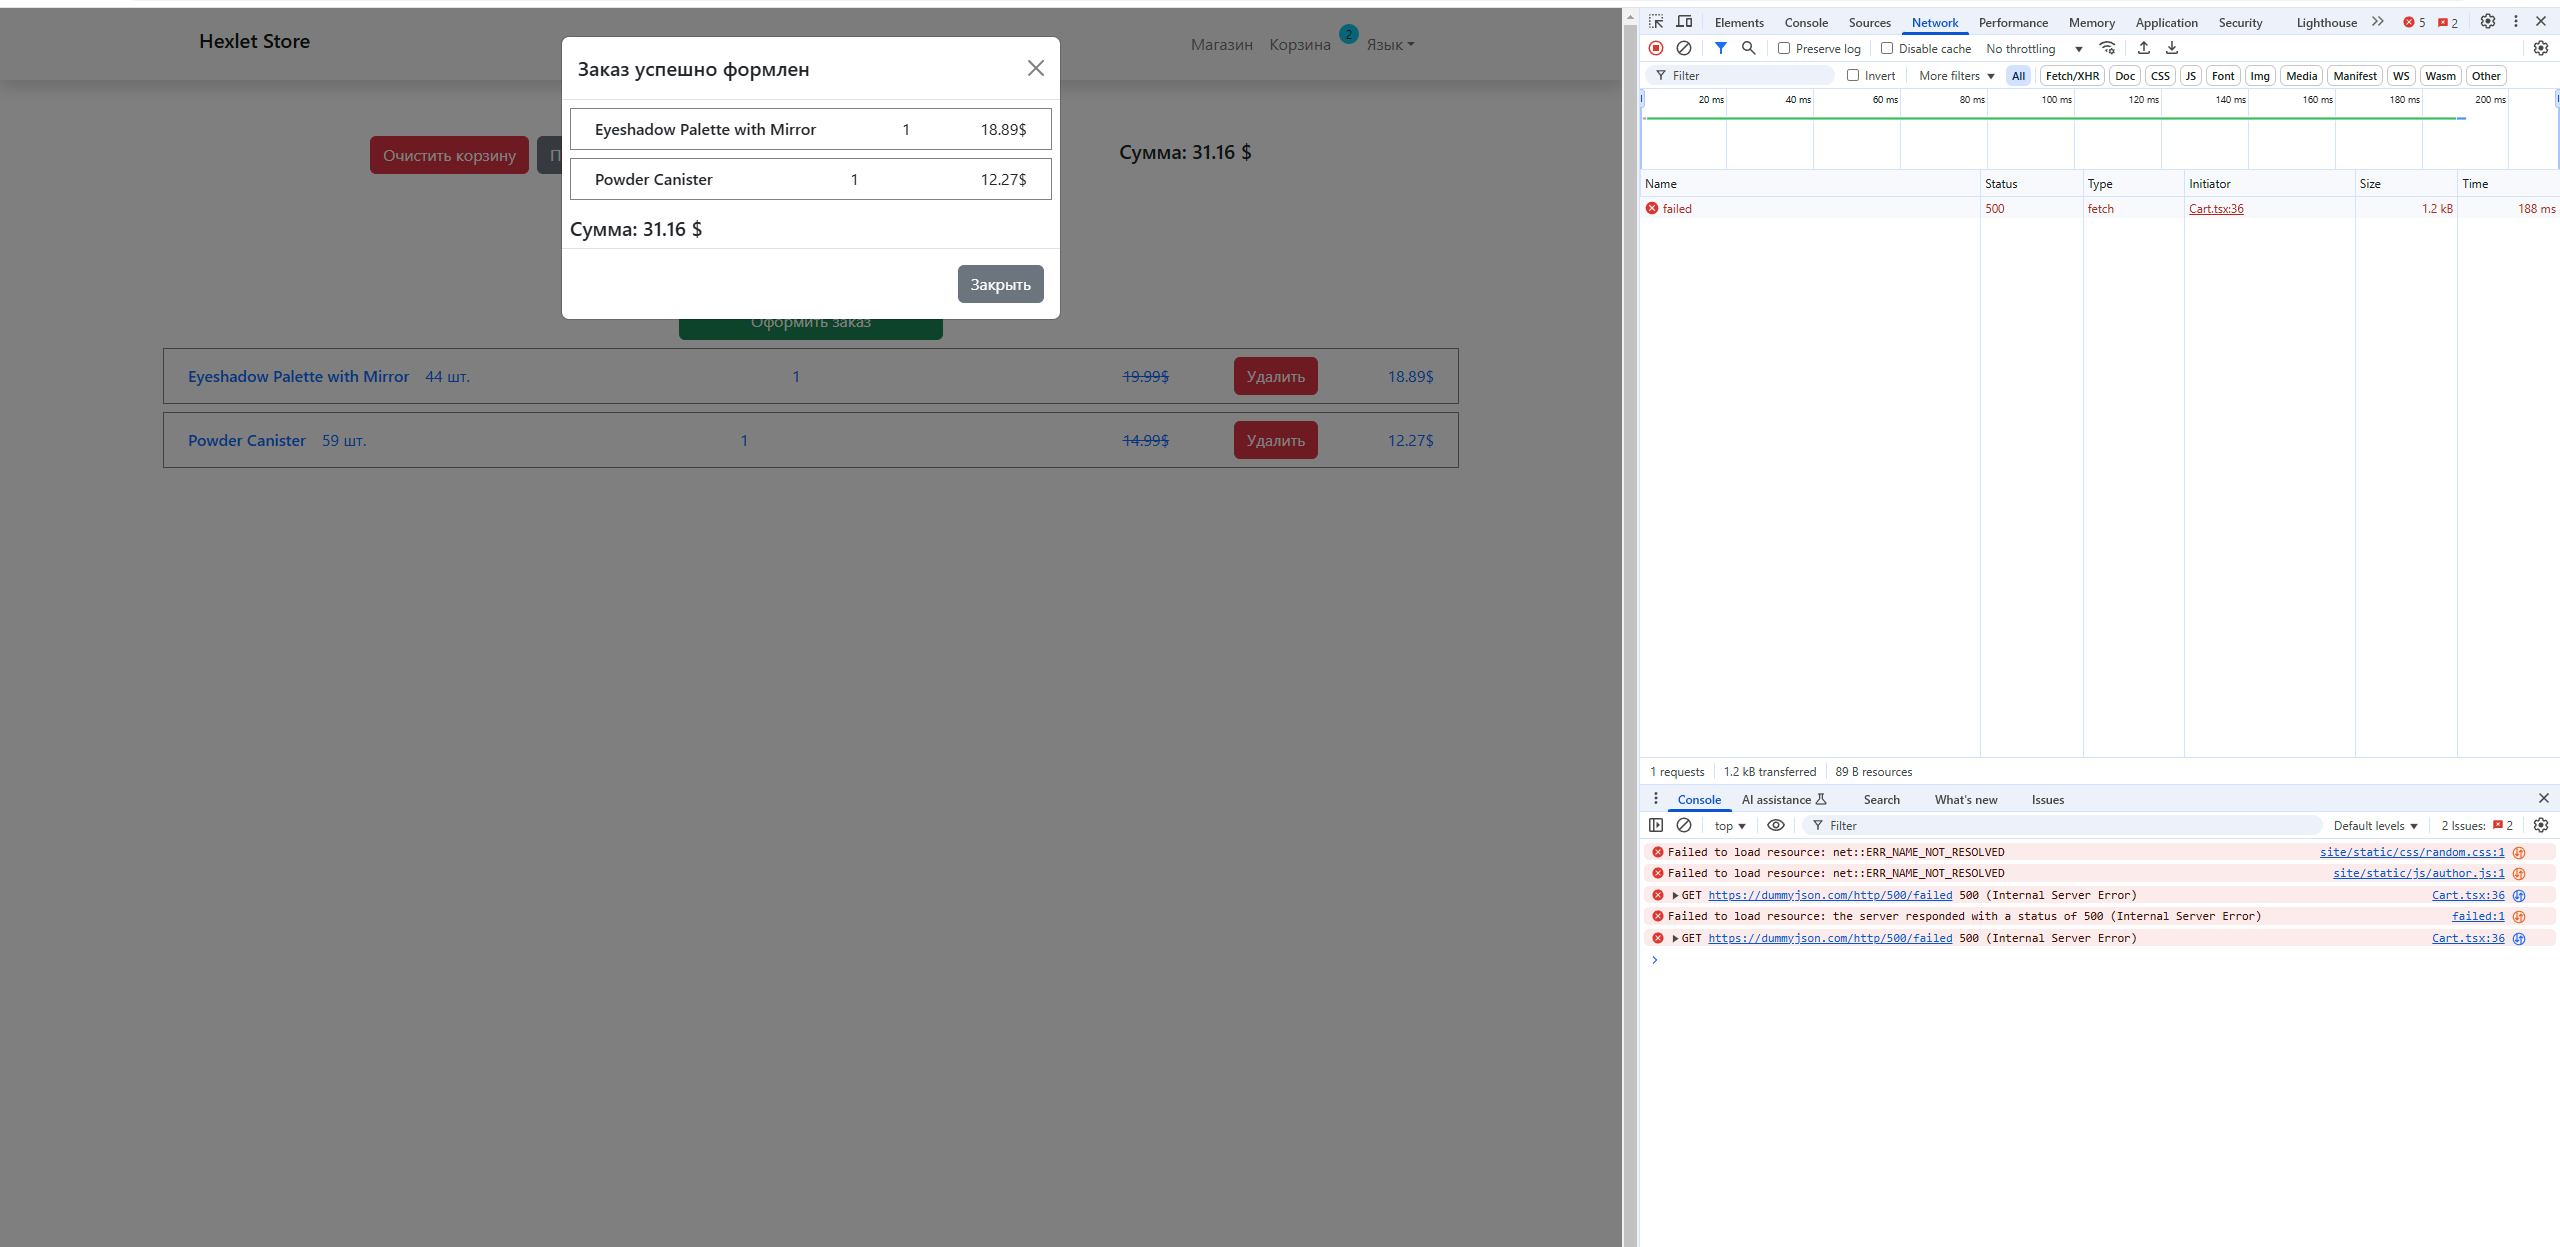 Hexlet Store
Магазин Корзина 2 Язык
Заказ успешно формлен
Eyeshadow Palette with Mirror 1 18.89$
Powder Canister 1 12.27$
Сумма: 31.16 $
Закрыть
Очистить корзину П
Сумма: 31.16 $
Оформить заказ
Eyeshadow Palette with Mirror 44 шт. 1 19.99$ Удалить 18.89$
Powder Canister 59 шт. 1 14.99$ Удалить 12.27$
Elements Console Sources Network Performance Memory Application Security Lighthouse 5 2
Preserve log Disable cache No throttling
Filter Invert More filters All Fetch/XHR Doc CSS JS Font Img Media Manifest WS Wasm Other
20 ms 40 ms 60 ms 80 ms 100 ms 120 ms 140 ms 160 ms 180 ms 200 ms
Name Status Type Initiator Size Time
failed 500 fetch Cart.tsx:36 1.2 kB 188 ms
1 requests 1.2 kB transferred 89 B resources
Console AI assistance Search What's new Issues
top Filter Default levels 2 Issues: 2
Failed to load resource: net::ERR_NAME_NOT_RESOLVED site/static/css/random.css:1
Failed to load resource: net::ERR_NAME_NOT_RESOLVED site/static/js/author.js:1
GET https://dummyjson.com/http/500/failed 500 (Internal Server Error) Cart.tsx:36
Failed to load resource: the server responded with a status of 500 (Internal Server Error) failed:1
GET https://dummyjson.com/http/500/failed 500 (Internal Server Error) Cart.tsx:36